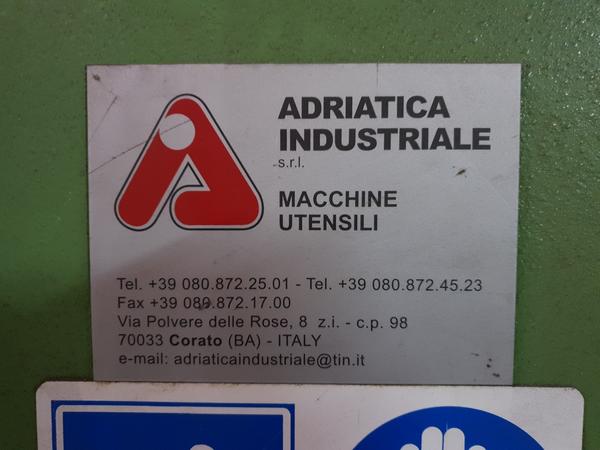 ADRIATICA
INDUSTRIALE
s.r.l.
MACCHINE
UTENSILI
Tel. +39 080.872.25.01 - Tel. +39 080.872.45.23
Fax +39 080.872.17.00
Via Polvere delle Rose, 8 z.i. - c.p. 98
70033 Corato (BA) - ITALY
e-mail: adriaticaindustriale@tin.it